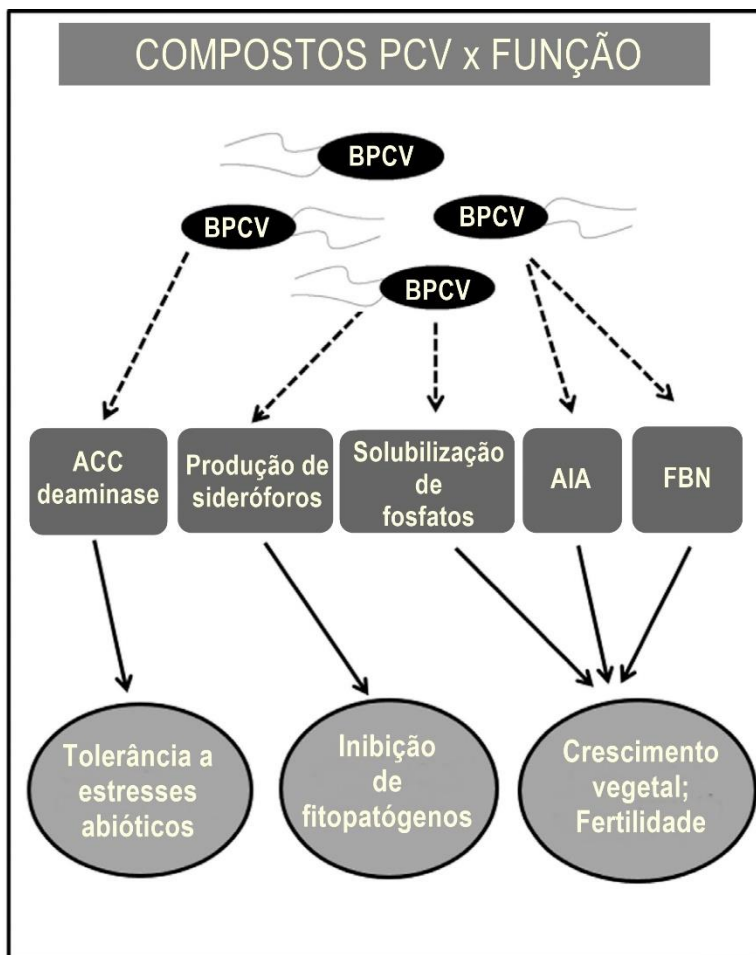 COMPOSTOS PCV x FUNÇÃO
BPCV
BPCV
BPCV
BPCV
ACC
deaminase
Produção de
sideróforos
Solubilização
de
fosfatos
AIA
FBN
Tolerância a
estresses
abióticos
Inibição
de
fitopatógenos
Crescimento
vegetal;
Fertilidade